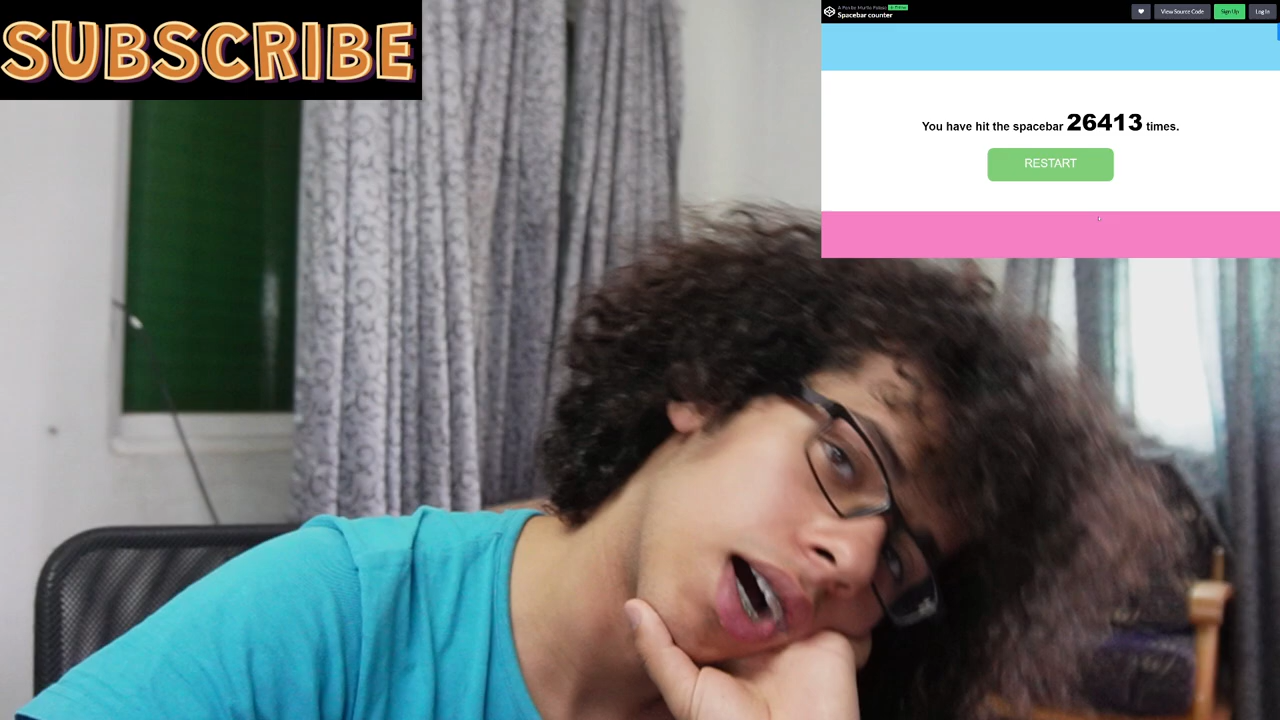 SUBSCRIBE
Spacebar counter
View Source Code
Sign Up
Log In
You have hit the spacebar 26413 times.
RESTART